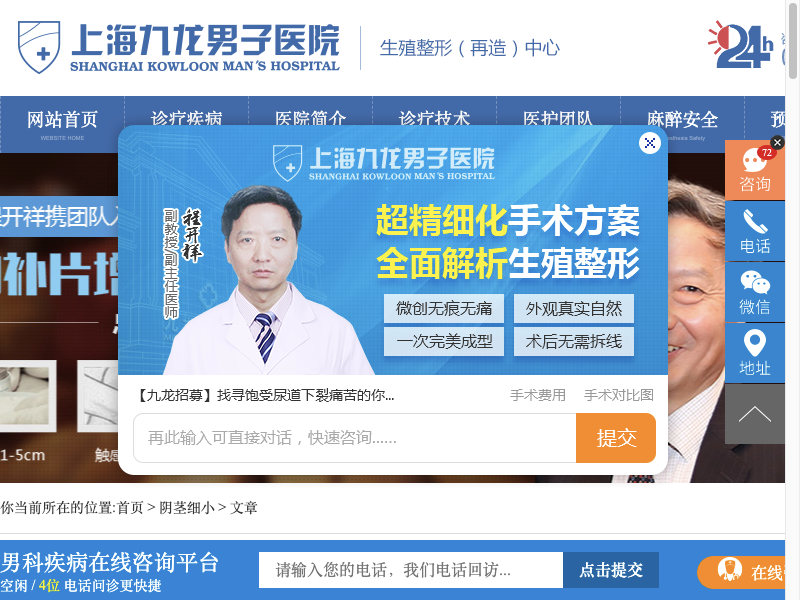 上海九龙男子医院
SHANGHAI KOWLOON MAN'S HOSPITAL
生殖整形（再造）中心
24h
网站首页
诊疗疾病
医院简介
诊疗技术
医护团队
麻醉安全
预
WEBSITE HOME
开祥携团队
补片增
1-5cm
触感
上海九龙男子医院
SHANGHAI KOWLOON MAN'S HOSPITAL
程开祥
副教授/副主任医师
超精细化手术方案
全面解析生殖整形
微创无痕无痛
外观真实自然
一次完美成型
术后无需拆线
【九龙招募】找寻饱受尿道下裂痛苦的你...
手术费用
手术对比图
再此输入可直接对话，快速咨询......
提交
72
咨询
电话
微信
地址
你当前所在的位置:首页 > 阴茎细小 > 文章
男科疾病在线咨询平台
空闲 / 4位 电话问诊更快捷
请输入您的电话，我们电话回访...
点击提交
在线